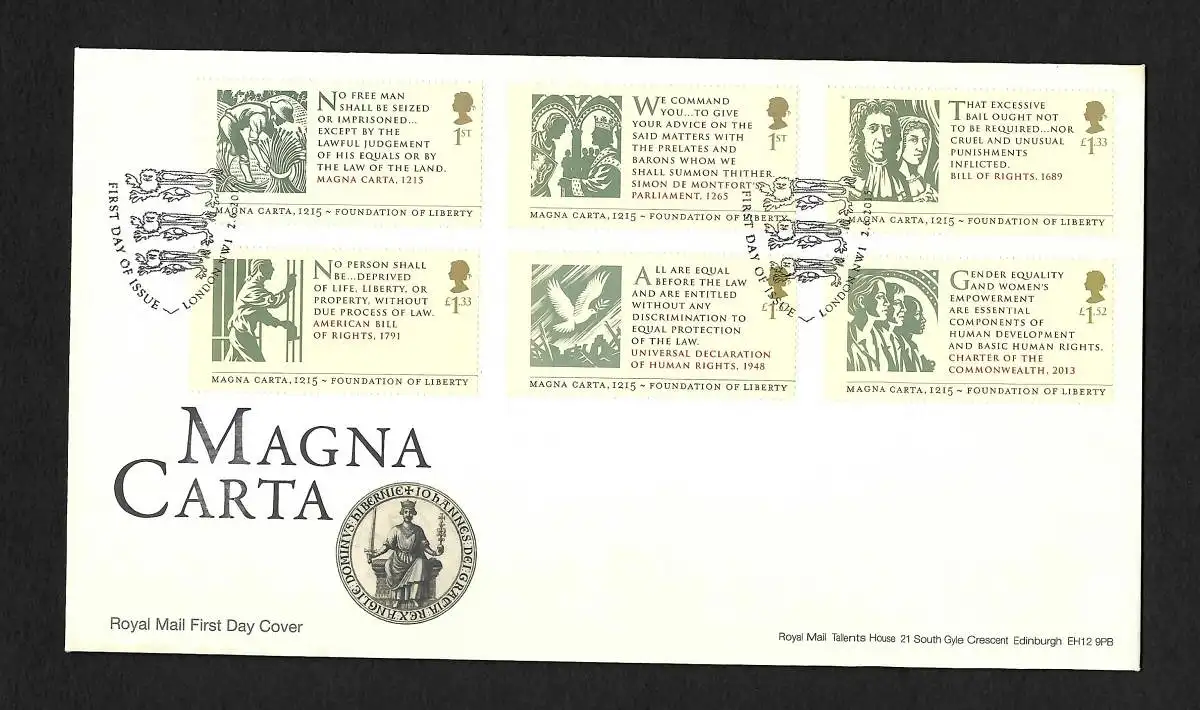 NO FREE MAN
SHALL BE SEIZED
OR IMPRISONED...
EXCEPT BY THE
LAWFUL JUDGEMENT
OF HIS EQUALS OR BY
THE LAW OF THE LAND.
MAGNA CARTA, 1215
1ST
MAGNA CARTA, 1215 ~ FOUNDATION OF LIBERTY
WE COMMAND
YOU...TO GIVE
YOUR ADVICE ON THE
SAID MATTERS WITH
THE PRELATES AND
BARONS WHOM WE
SHALL SUMMON THITHER.
SIMON DE MONTFORT'S
PARLIAMENT, 1265
1ST
MAGNA CARTA, 1215 ~ FOUNDATION OF LIBERTY
THAT EXCESSIVE
BAIL OUGHT NOT
TO BE REQUIRED...NOR
CRUEL AND UNUSUAL
PUNISHMENTS
INFLICTED.
BILL OF RIGHTS, 1689
£1.33
MAGNA CARTA, 1215 ~ FOUNDATION OF LIBERTY
FIRST DAY OF ISSUE
LONDON NW1
FIRST DAY OF ISSUE
LONDON NW1
NO PERSON SHALL
BE...DEPRIVED
OF LIFE, LIBERTY, OR
PROPERTY, WITHOUT
DUE PROCESS OF LAW.
AMERICAN BILL
OF RIGHTS, 1791
£1.33
MAGNA CARTA, 1215 ~ FOUNDATION OF LIBERTY
ALL ARE EQUAL
BEFORE THE LAW
AND ARE ENTITLED
WITHOUT ANY
DISCRIMINATION TO
EQUAL PROTECTION
OF THE LAW.
UNIVERSAL DECLARATION
OF HUMAN RIGHTS, 1948
MAGNA CARTA, 1215 ~ FOUNDATION OF LIBERTY
GENDER EQUALITY
AND WOMEN'S
EMPOWERMENT
ARE ESSENTIAL
COMPONENTS OF
HUMAN DEVELOPMENT
AND BASIC HUMAN RIGHTS.
CHARTER OF THE
COMMONWEALTH, 2013
£1.52
MAGNA CARTA, 1215 ~ FOUNDATION OF LIBERTY
MAGNA
CARTA
IOHANNES:DEI:GRACIA:REX:ANGLIE:DOMINVS:HIBERNIE
Royal Mail First Day Cover
Royal Mail Tallents House 21 South Gyle Crescent Edinburgh EH12 9PB